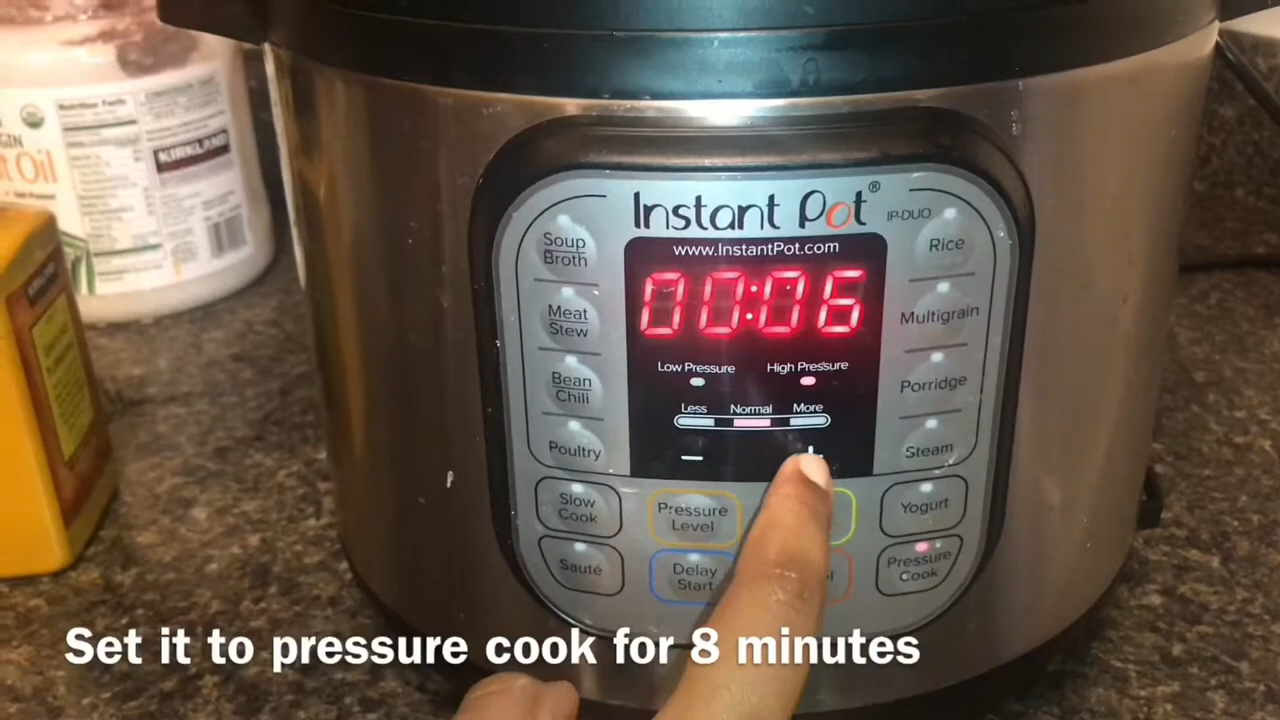 Nutrition Facts
KIRKLAND
t Oil
Instant Pot®
IP-DUO
www.InstantPot.com
00:06
Soup
Broth
Meat
Stew
Bean
Chili
Poultry
Slow
Cook
Sauté
Low Pressure
High Pressure
Less
Normal
More
Pressure
Level
Delay
Start
Rice
Multigrain
Porridge
Steam
Yogurt
Pressure
Cook
Set it to pressure cook for 8 minutes